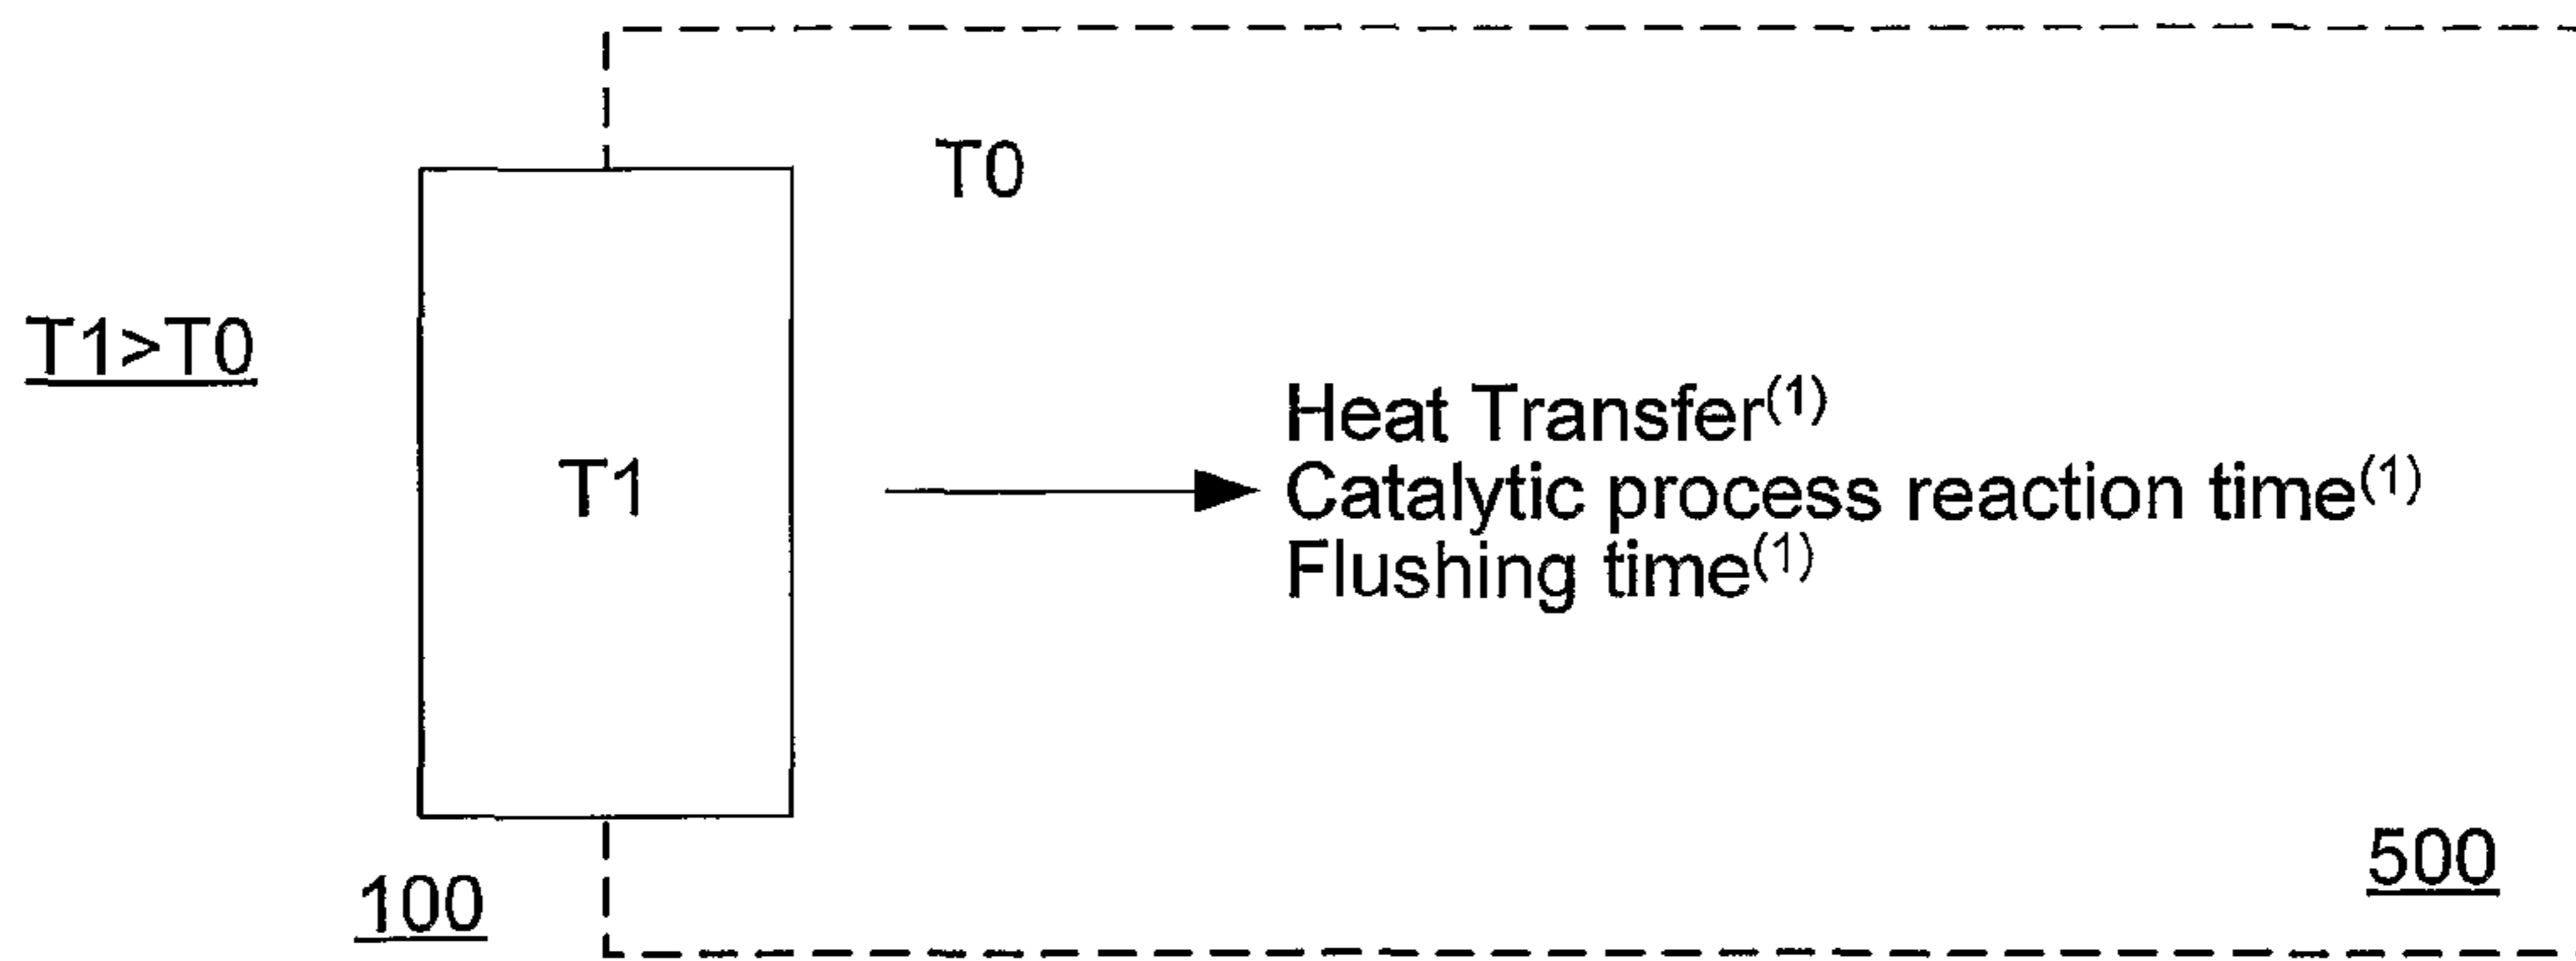 T0
T1>T0
T1
Heat Transfer(1)
Catalytic process reaction time(1)
Flushing time(1)
500
100